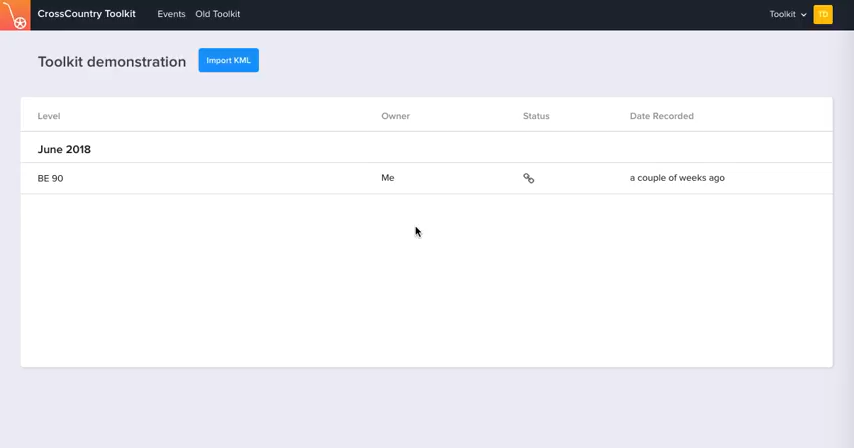 CrossCountry Toolkit Events Old Toolkit Toolkit TD
Toolkit demonstration Import KML
Level Owner Status Date Recorded
June 2018
BE 90 Me a couple of weeks ago